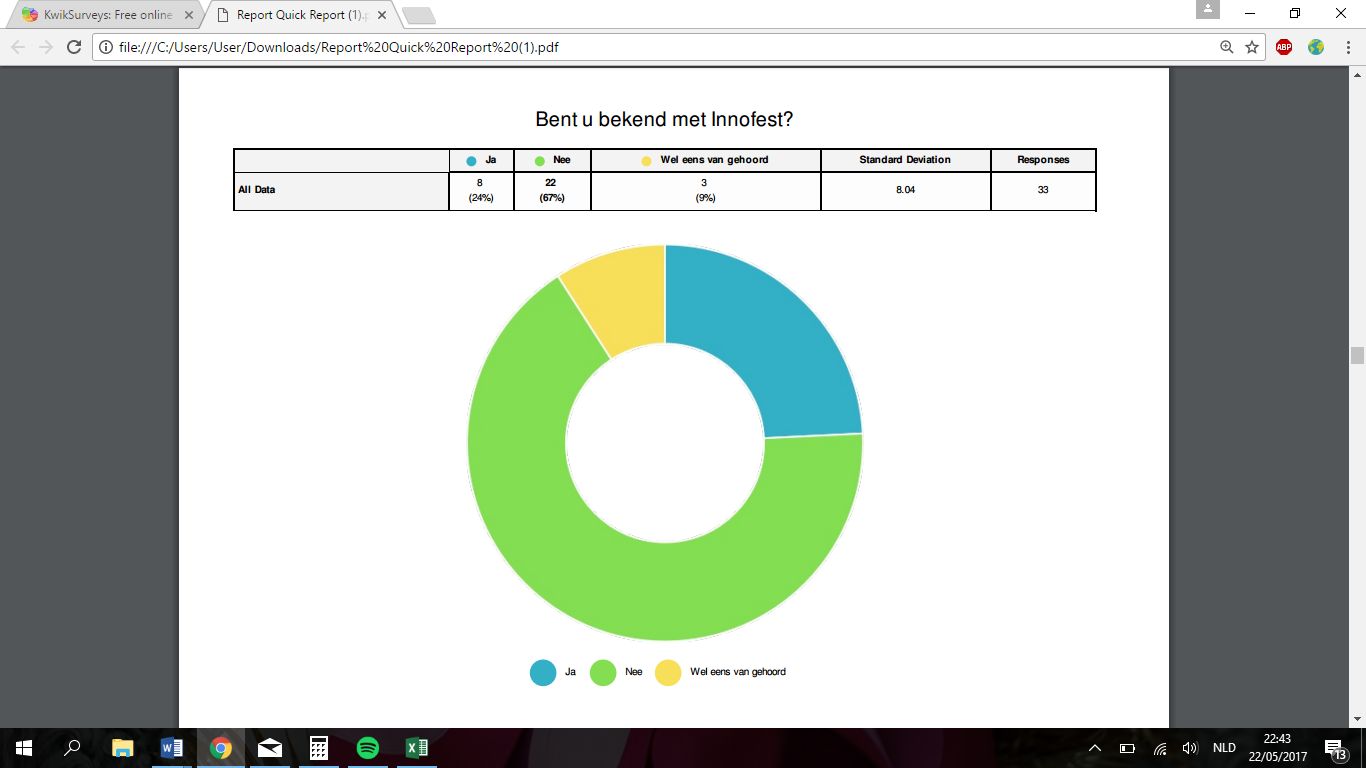 KwikSurveys: Free online
Report Quick Report (1).p
file:///C:/Users/User/Downloads/Report%20Quick%20Report%20(1).pdf
ABP
Bent u bekend met Innofest?
Ja Nee Wel eens van gehoord Standard Deviation Responses
All Data 8 22 3 8.04 33
(24%) (67%) (9%)
Ja Nee Wel eens van gehoord
NLD
22:43
22/05/2017
13